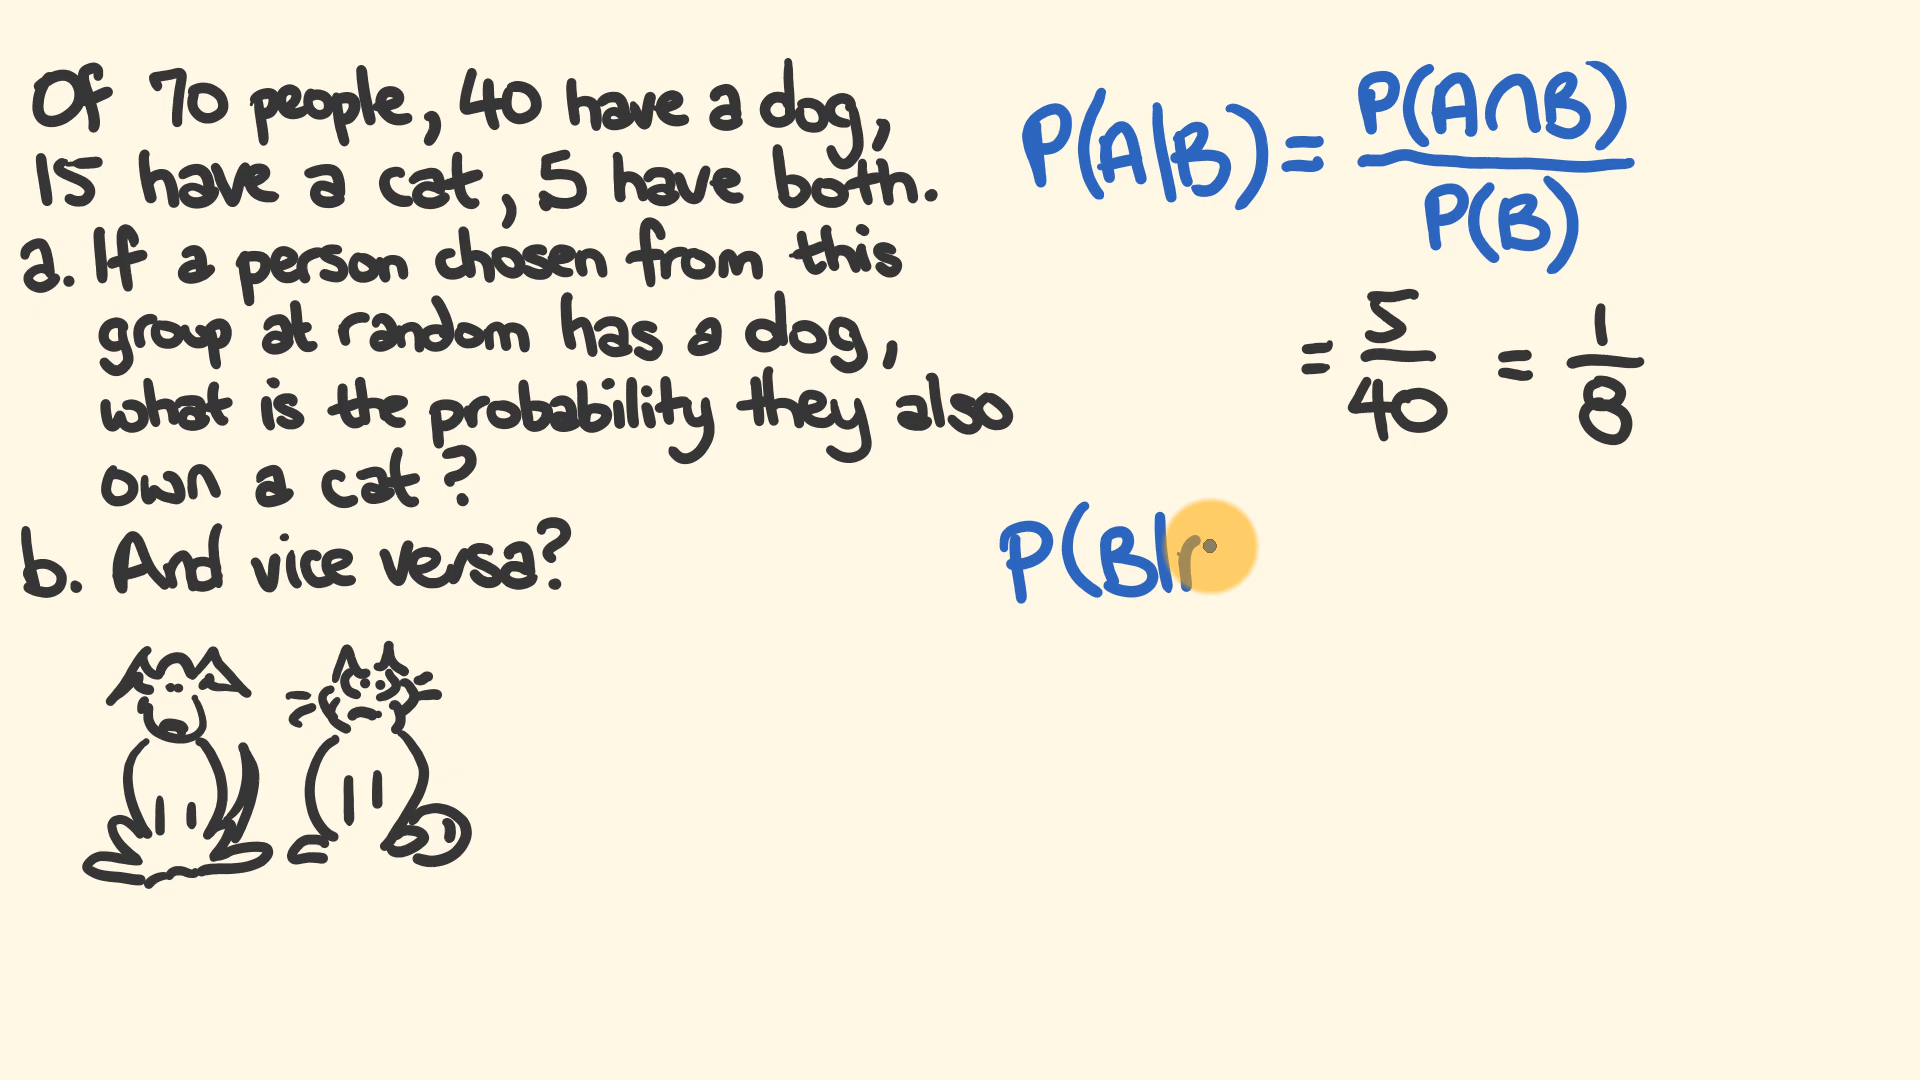 Of 70 people, 40 have a dog,
15 have a cat, 5 have both.
a. If a person chosen from this
group at random has a dog,
what is the probability they also
own a cat?
b. And vice versa?
P(A|B) = P(A∩B)
P(B)
= 5/40 = 1/8
P(B|